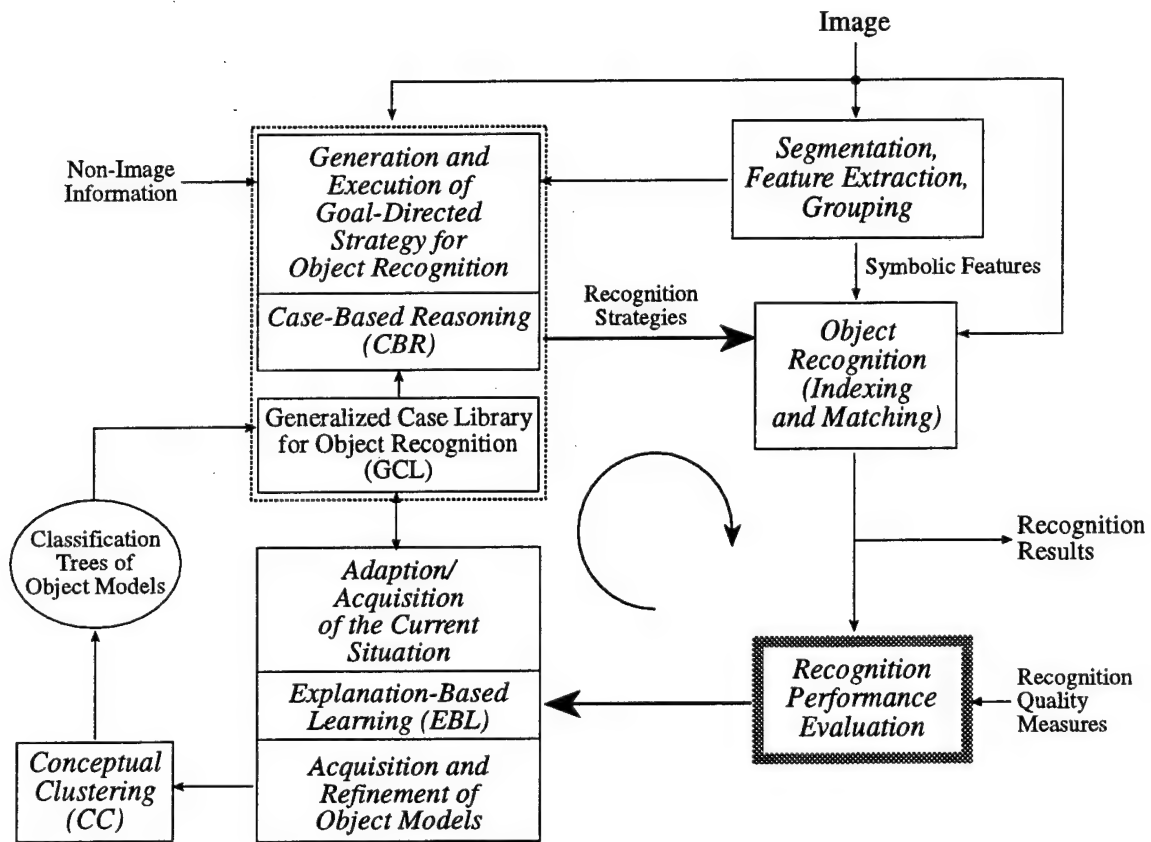 Image
Non-Image
Information
Generation and
Execution of
Goal-Directed
Strategy for
Object Recognition
Segmentation,
Feature Extraction,
Grouping
Symbolic Features
Case-Based Reasoning
(CBR)
Recognition
Strategies
Object
Recognition
(Indexing
and Matching)
Generalized Case Library
for Object Recognition
(GCL)
Classification
Trees of
Object Models
Recognition
Results
Adaption/
Acquisition
of the Current
Situation
Explanation-Based
Learning (EBL)
Acquisition and
Refinement of
Object Models
Recognition
Performance
Evaluation
Recognition
Quality
Measures
Conceptual
Clustering
(CC)